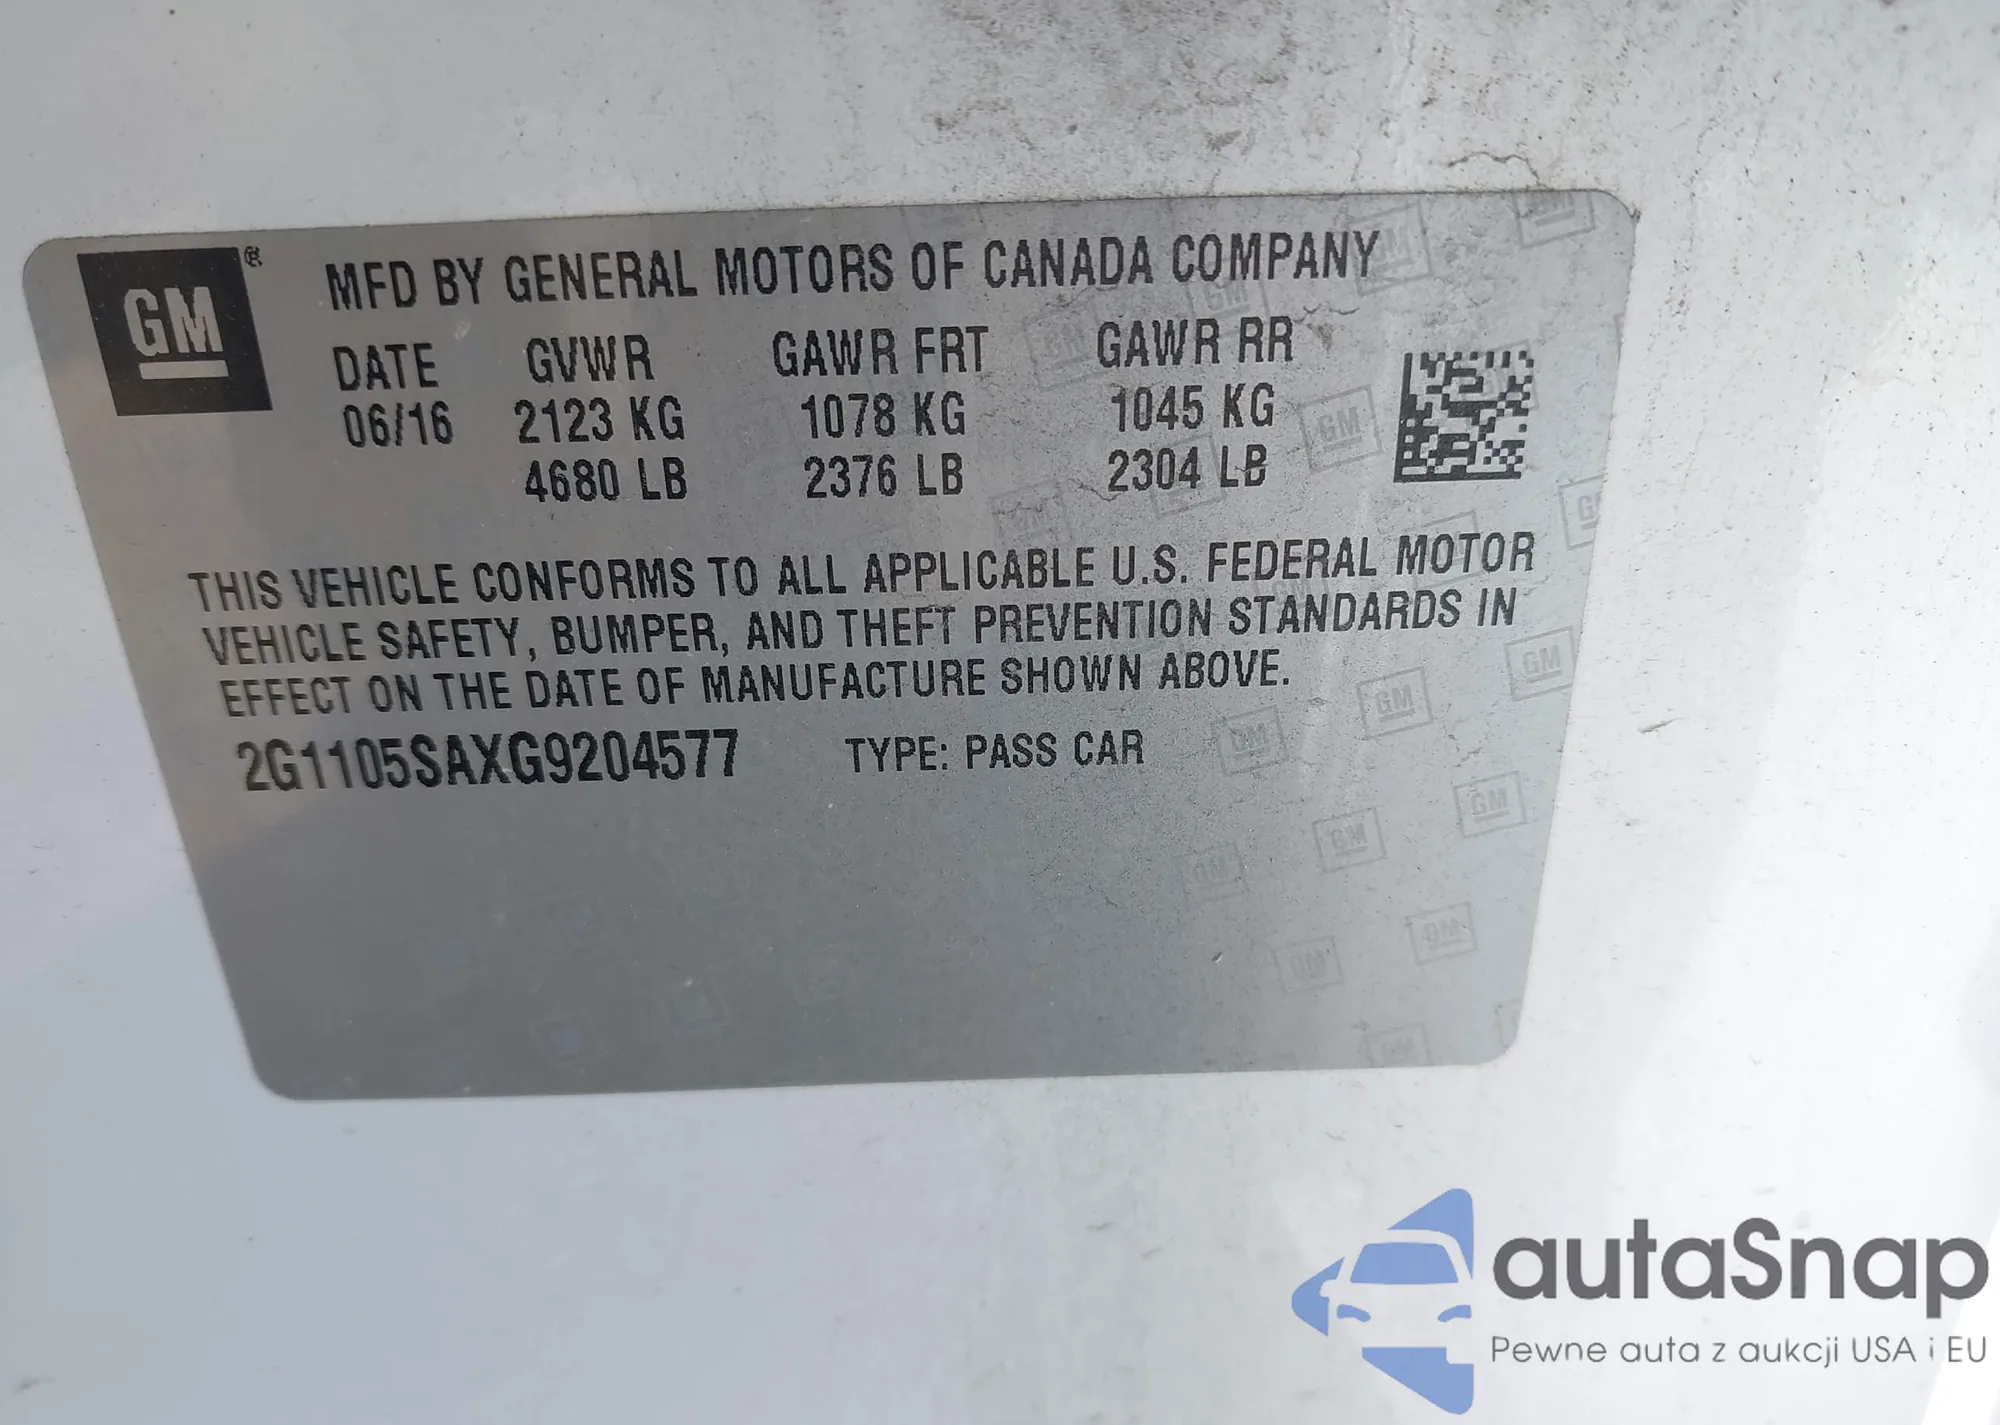 GM®
MFD BY GENERAL MOTORS OF CANADA COMPANY
DATE GVWR GAWR FRT GAWR RR
06/16 2123 KG 1078 KG 1045 KG
4680 LB 2376 LB 2304 LB
THIS VEHICLE CONFORMS TO ALL APPLICABLE U.S. FEDERAL MOTOR
VEHICLE SAFETY, BUMPER, AND THEFT PREVENTION STANDARDS IN
EFFECT ON THE DATE OF MANUFACTURE SHOWN ABOVE.
2G1105SAXG9204577 TYPE: PASS CAR
autaSnap
Pewne auta z aukcji USA i EU